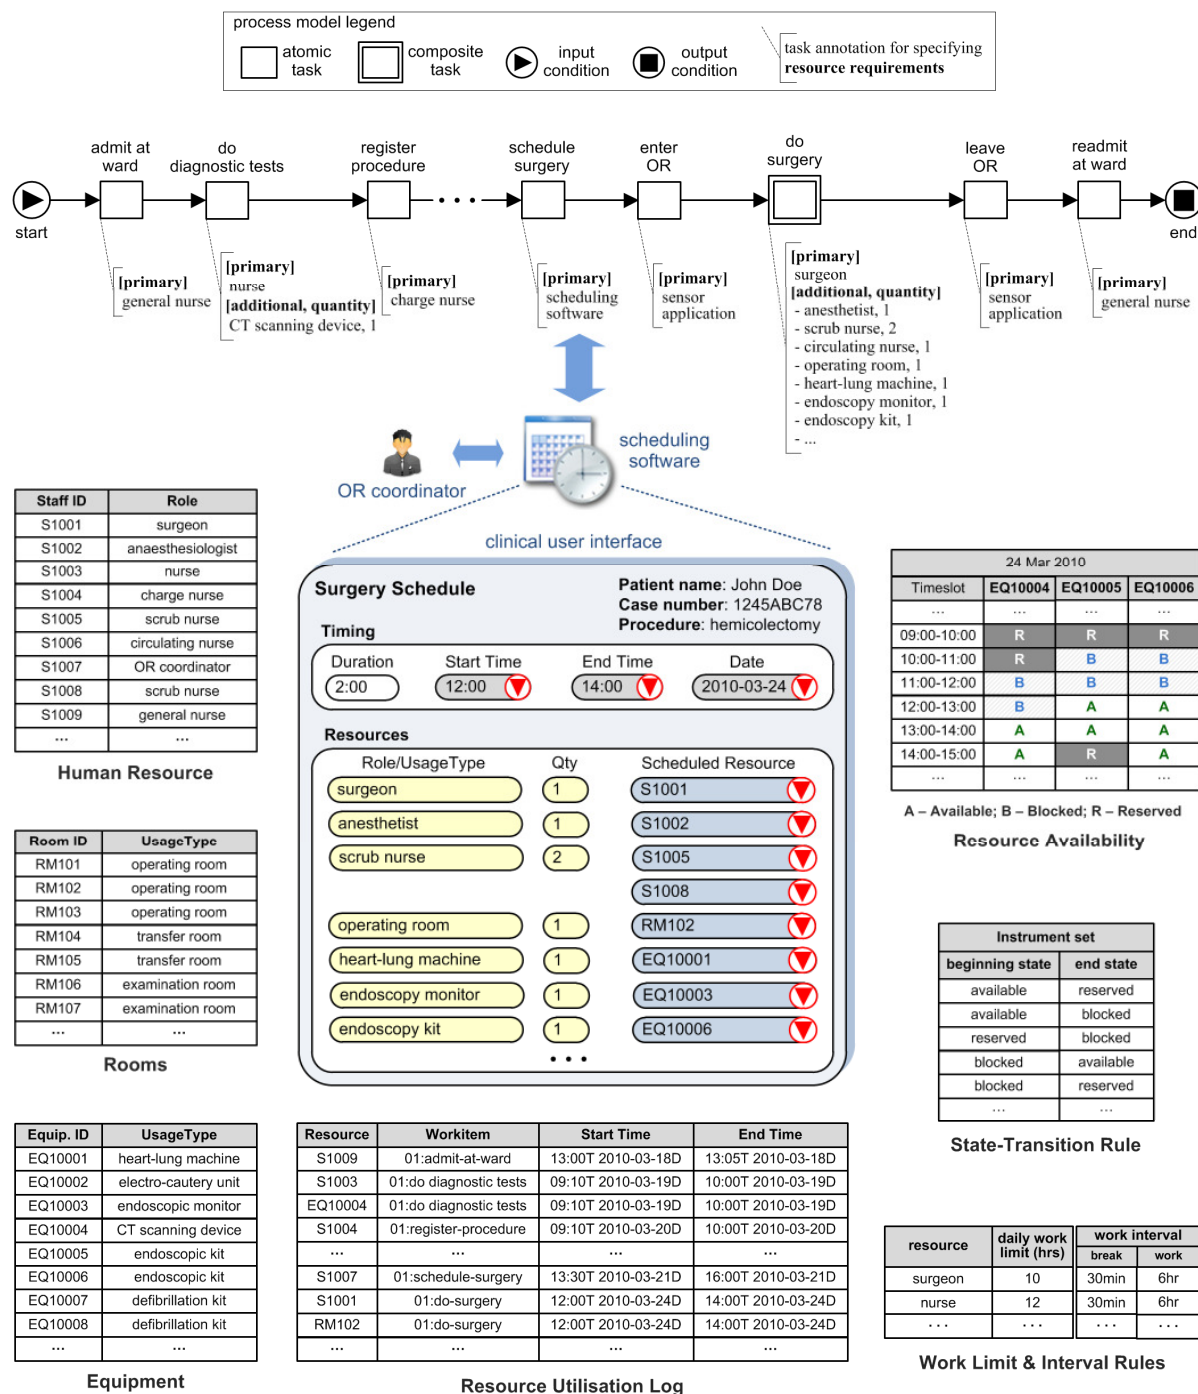 process model legend
atomic task
composite task
input condition
output condition
task annotation for specifying
resource requirements
admit at ward
do diagnostic tests
register procedure
schedule surgery
enter OR
do surgery
leave OR
readmit at ward
start
• • •
end
[primary]
general nurse
[primary]
nurse
[additional, quantity]
CT scanning device, 1
[primary]
charge nurse
[primary]
scheduling
software
[primary]
sensor
application
[primary]
surgeon
[additional, quantity]
- anesthetist, 1
- scrub nurse, 2
- circulating nurse, 1
- operating room, 1
- heart-lung machine, 1
- endoscopy monitor, 1
- endoscopy kit, 1
- ...
[primary]
sensor
application
[primary]
general nurse
OR coordinator
scheduling
software
clinical user interface
Staff ID Role
S1001 surgeon
S1002 anaesthesiologist
S1003 nurse
S1004 charge nurse
S1005 scrub nurse
S1006 circulating nurse
S1007 OR coordinator
S1008 scrub nurse
S1009 general nurse
... ...
Human Resource
Room ID UsageType
RM101 operating room
RM102 operating room
RM103 operating room
RM104 transfer room
RM105 transfer room
RM106 examination room
RM107 examination room
... ...
Rooms
Surgery Schedule
Patient name: John Doe
Case number: 1245ABC78
Procedure: hemicolectomy
Timing
Duration Start Time End Time Date
2:00 12:00 14:00 2010-03-24
Resources
Role/UsageType Qty Scheduled Resource
surgeon 1 S1001
anesthetist 1 S1002
scrub nurse 2 S1005
S1008
operating room 1 RM102
heart-lung machine 1 EQ10001
endoscopy monitor 1 EQ10003
endoscopy kit 1 EQ10006
• • •
24 Mar 2010
Timeslot EQ10004 EQ10005 EQ10006
... ... ... ...
09:00-10:00 R R R
10:00-11:00 R B B
11:00-12:00 B B B
12:00-13:00 B A A
13:00-14:00 A A A
14:00-15:00 A R A
... ... ... ...
A – Available; B – Blocked; R – Reserved
Resource Availability
Instrument set
beginning state end state
available reserved
available blocked
reserved blocked
blocked available
blocked reserved
... ...
State-Transition Rule
Equip. ID UsageType
EQ10001 heart-lung machine
EQ10002 electro-cautery unit
EQ10003 endoscopic monitor
EQ10004 CT scanning device
EQ10005 endoscopic kit
EQ10006 endoscopic kit
EQ10007 defibrillation kit
EQ10008 defibrillation kit
... ...
Equipment
Resource Workitem Start Time End Time
S1009 01:admit-at-ward 13:00T 2010-03-18D 13:05T 2010-03-18D
S1003 01:do diagnostic tests 09:10T 2010-03-19D 10:00T 2010-03-19D
EQ10004 01:do diagnostic tests 09:10T 2010-03-19D 10:00T 2010-03-19D
S1004 01:register-procedure 09:10T 2010-03-20D 10:00T 2010-03-20D
... ... ... ...
S1007 01:schedule-surgery 13:30T 2010-03-21D 16:00T 2010-03-21D
S1001 01:do-surgery 12:00T 2010-03-24D 14:00T 2010-03-24D
RM102 01:do-surgery 12:00T 2010-03-24D 14:00T 2010-03-24D
... ... ... ...
Resource Utilisation Log
resource daily work limit (hrs) work interval
break work
surgeon 10 30min 6hr
nurse 12 30min 6hr
... ... ... ...
Work Limit & Interval Rules